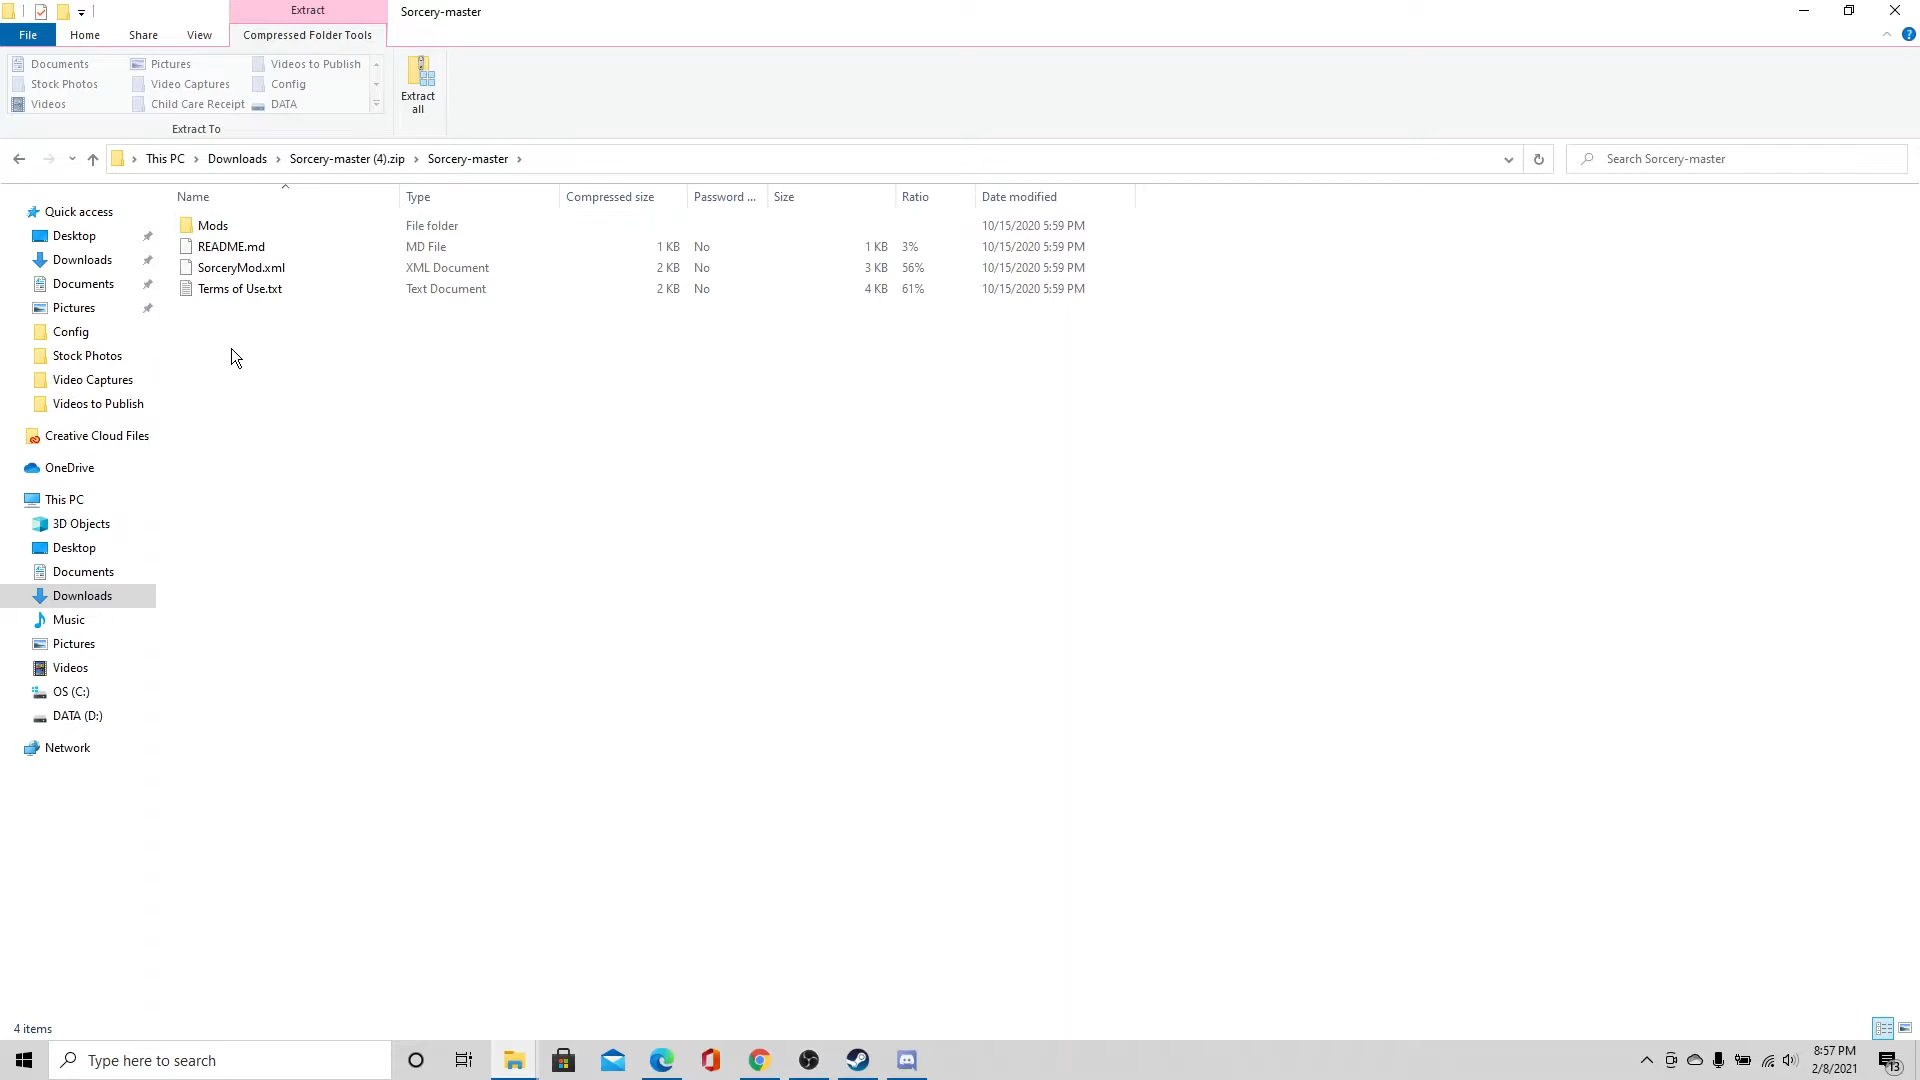 Extract
Sorcery-master
File
Home
Share
View
Compressed Folder Tools
Documents
Pictures
Videos to Publish
Stock Photos
Video Captures
Config
Videos
Child Care Receipt
DATA
Extract all
Extract To
This PC
Downloads
Sorcery-master (4).zip
Sorcery-master
Search Sorcery-master
Name
Type
Compressed size
Password ...
Size
Ratio
Date modified
Mods
File folder
10/15/2020 5:59 PM
README.md
MD File
1 KB
No
1 KB
3%
10/15/2020 5:59 PM
SorceryMod.xml
XML Document
2 KB
No
3 KB
56%
10/15/2020 5:59 PM
Terms of Use.txt
Text Document
2 KB
No
4 KB
61%
10/15/2020 5:59 PM
Quick access
Desktop
Downloads
Documents
Pictures
Config
Stock Photos
Video Captures
Videos to Publish
Creative Cloud Files
OneDrive
This PC
3D Objects
Desktop
Documents
Downloads
Music
Pictures
Videos
OS (C:)
DATA (D:)
Network
4 items
Type here to search
8:57 PM
2/8/2021
13